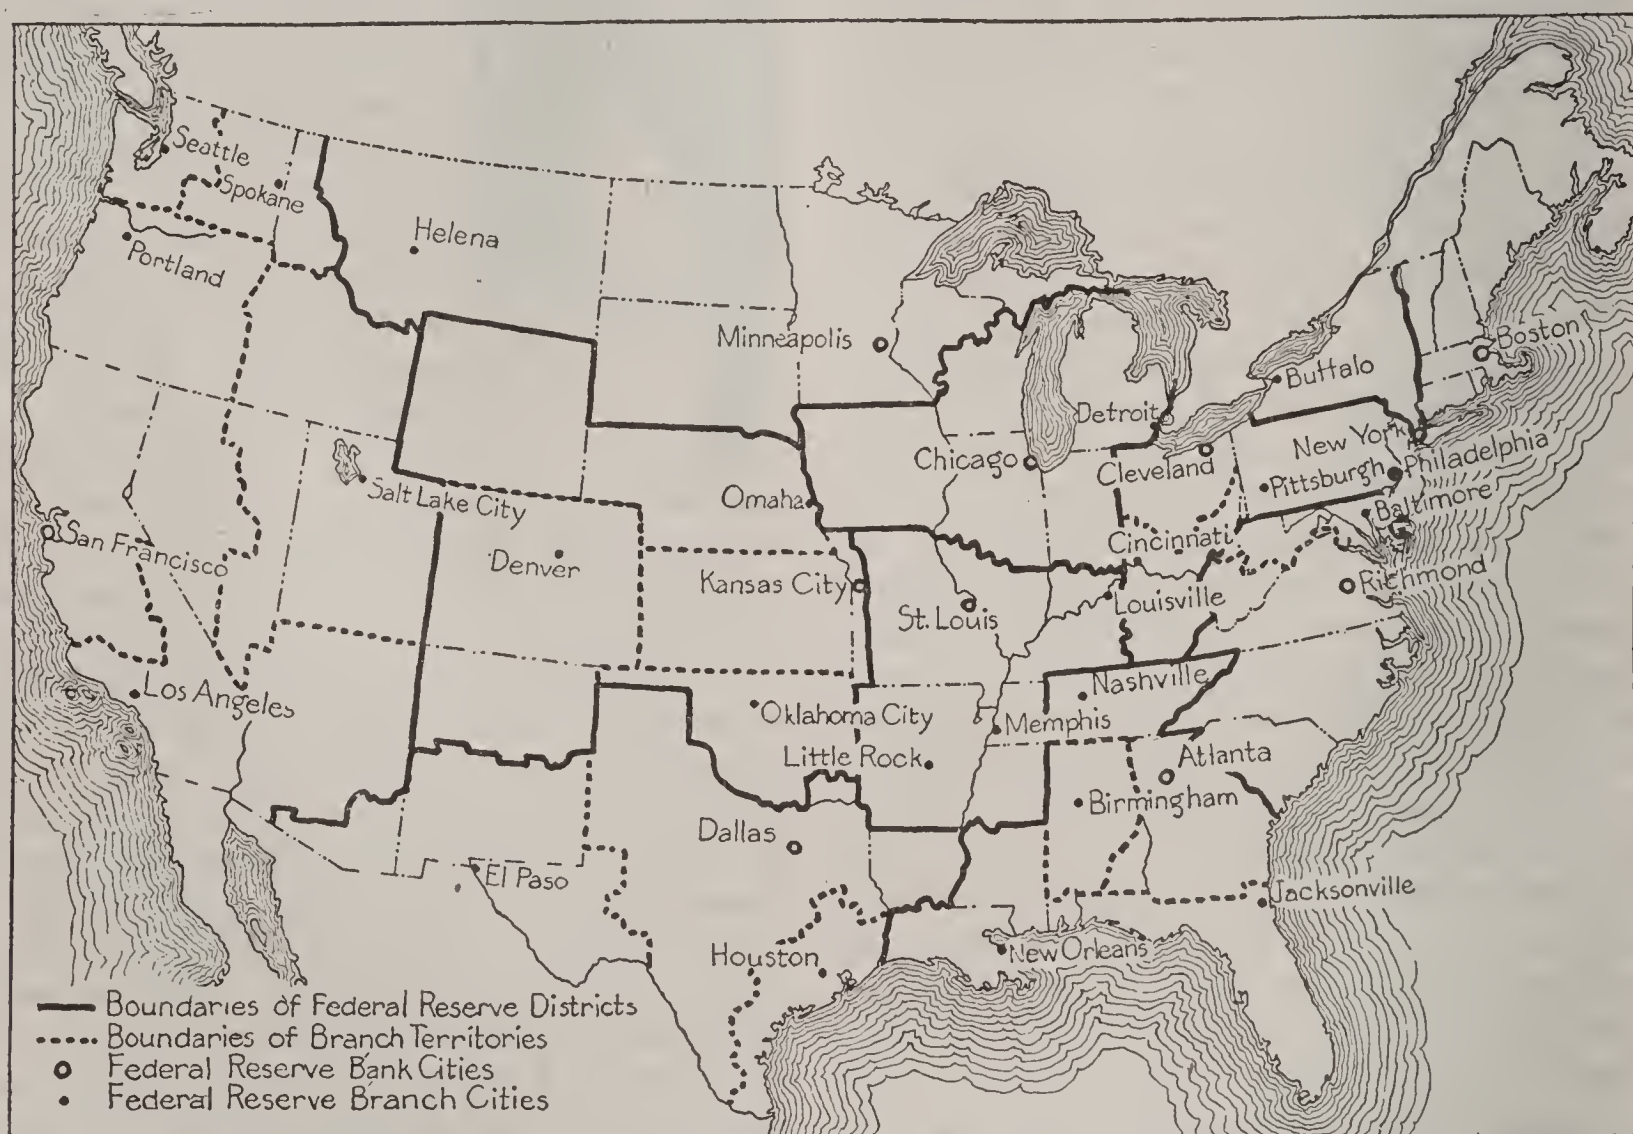 Seattle
Spokane
Helena
Portland
Minneapolis
Boston
Buffalo
Detroit
New York
Chicago
Cleveland
Philadelphia
Pittsburgh
Salt Lake City
Omaha
Baltimore
San Francisco
Cincinnati
Denver
Kansas City
Richmond
Louisville
St. Louis
Los Angeles
Nashville
Oklahoma City
Memphis
Little Rock
Atlanta
Birmingham
Dallas
El Paso
Jacksonville
Houston
New Orleans
Boundaries of Federal Reserve Districts
Boundaries of Branch Territories
Federal Reserve Bank Cities
Federal Reserve Branch Cities